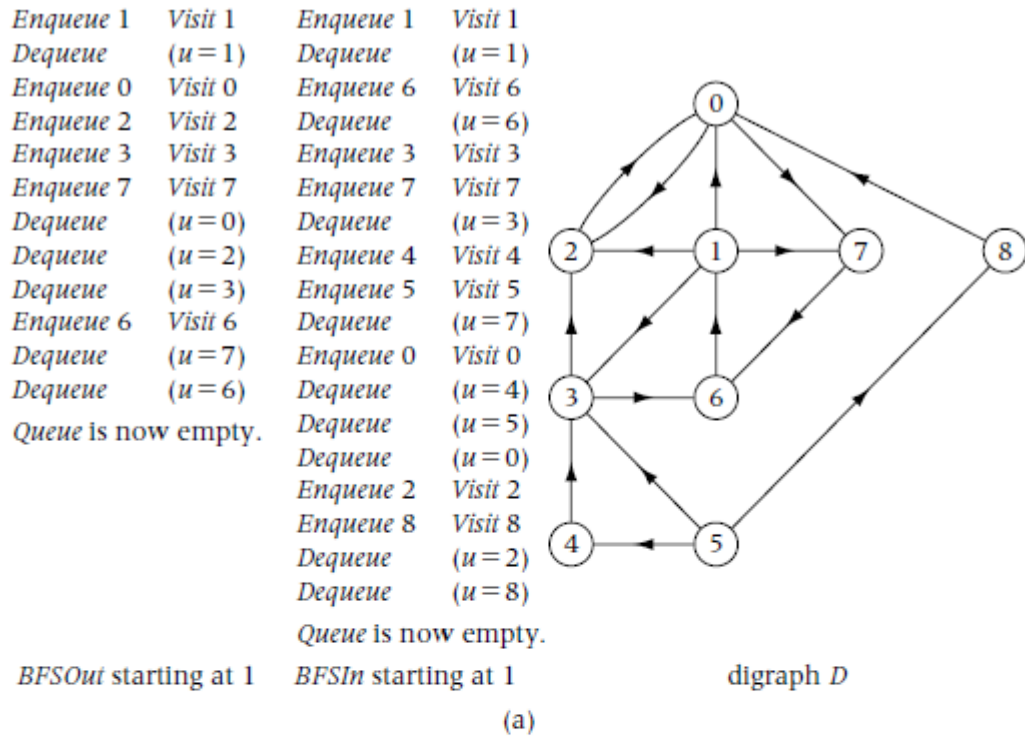 Enqueue 1 Visit 1
Dequeue (u=1)
Enqueue 0 Visit 0
Enqueue 2 Visit 2
Enqueue 3 Visit 3
Enqueue 7 Visit 7
Dequeue (u=0)
Dequeue (u=2)
Dequeue (u=3)
Enqueue 6 Visit 6
Dequeue (u=7)
Dequeue (u=6)
Queue is now empty.
BFSOut starting at 1
Enqueue 1 Visit 1
Dequeue (u=1)
Enqueue 6 Visit 6
Dequeue (u=6)
Enqueue 3 Visit 3
Enqueue 7 Visit 7
Dequeue (u=3)
Enqueue 4 Visit 4
Enqueue 5 Visit 5
Dequeue (u=7)
Enqueue 0 Visit 0
Dequeue (u=4)
Dequeue (u=5)
Dequeue (u=0)
Enqueue 2 Visit 2
Enqueue 8 Visit 8
Dequeue (u=2)
Dequeue (u=8)
Queue is now empty.
BFSIn starting at 1
0
2 1 7 8
3 6
4 5
digraph D
(a)